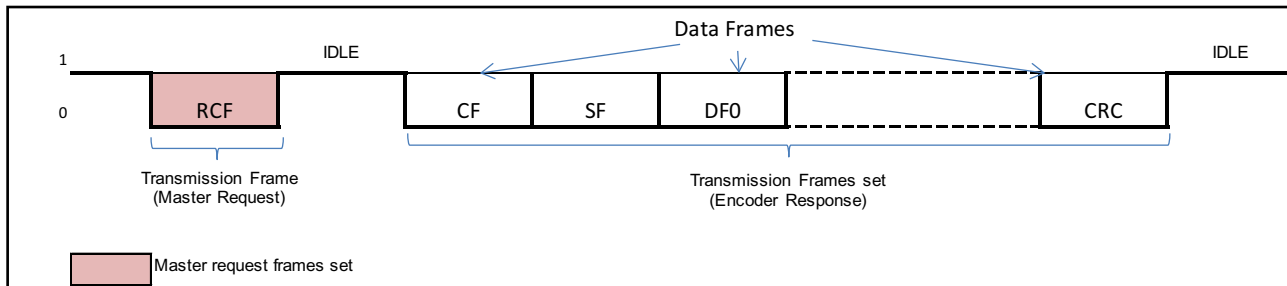 Data Frames
1
IDLE
IDLE
0
RCF
CF
SF
DF0
CRC
Transmission Frame
(Master Request)
Transmission Frames set
(Encoder Response)
Master request frames set